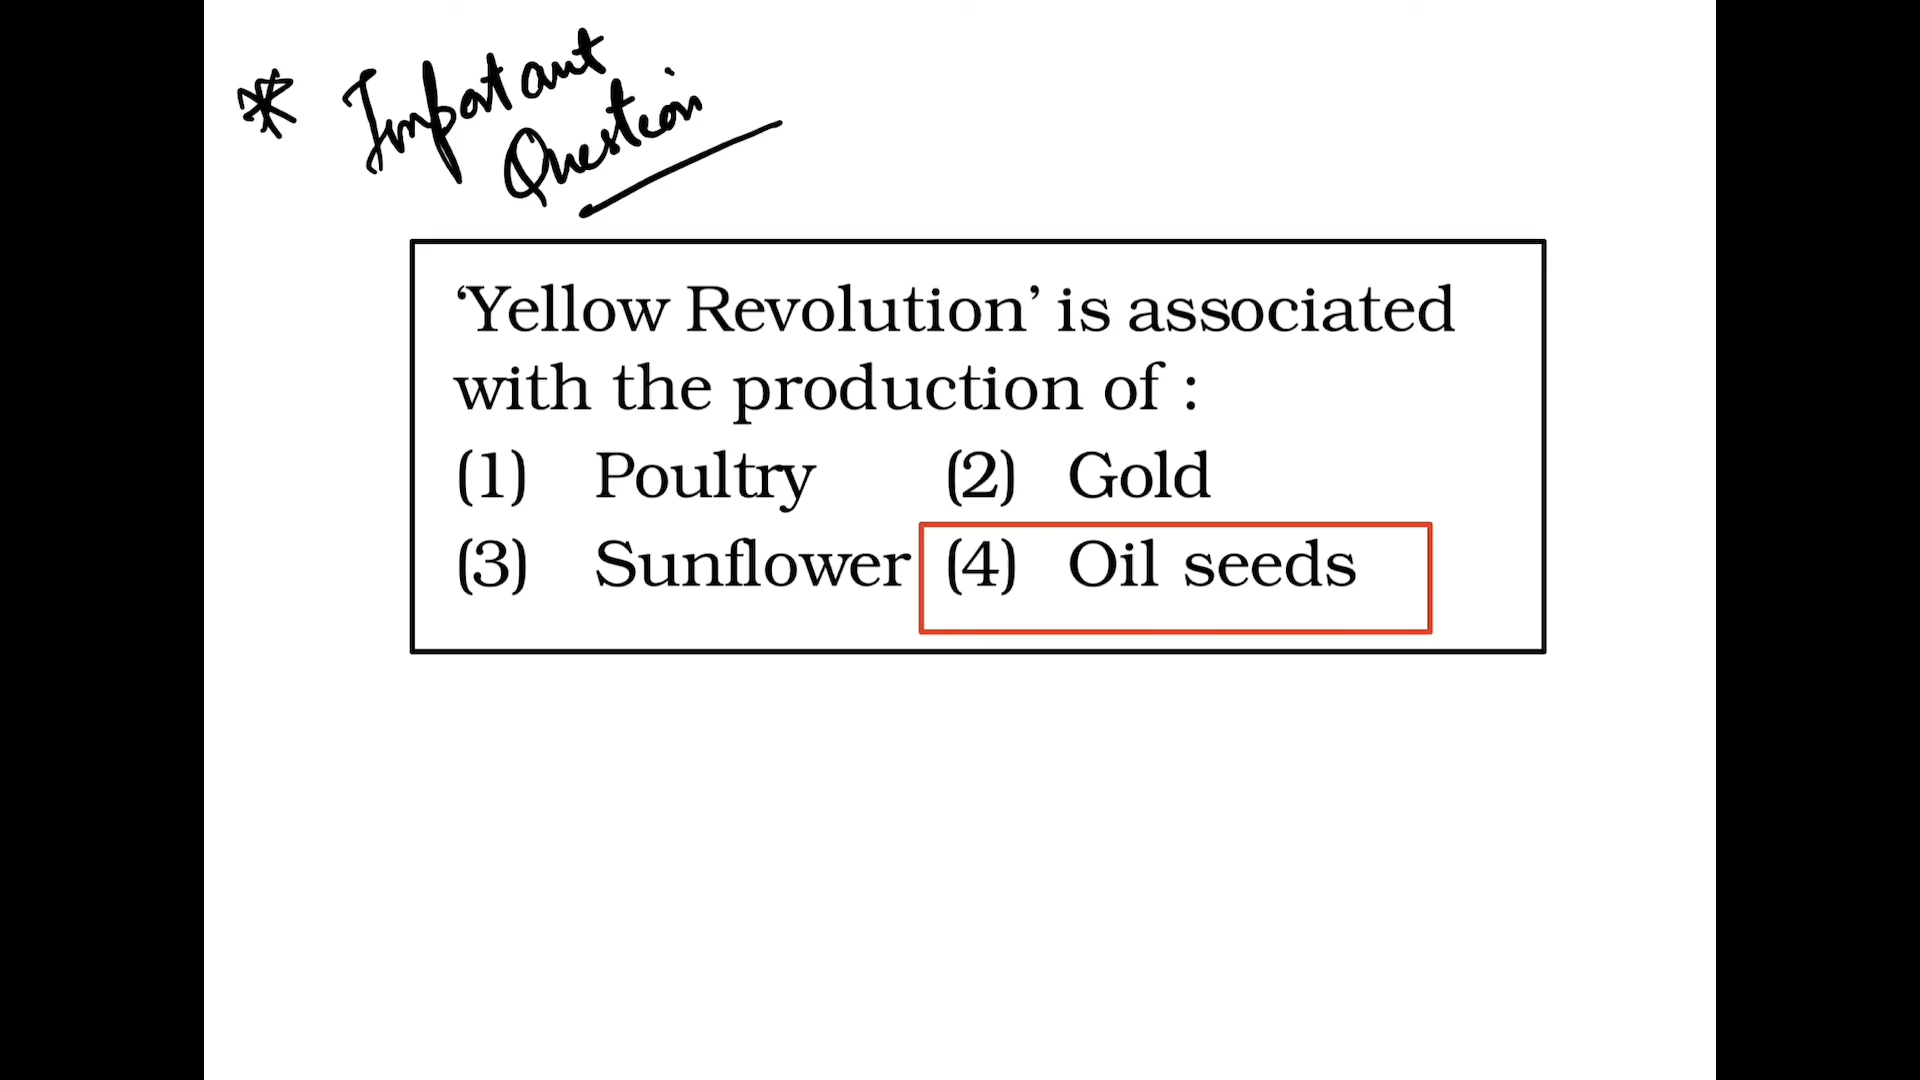 * Important
Question
‘Yellow Revolution’ is associated
with the production of :
(1) Poultry (2) Gold
(3) Sunflower (4) Oil seeds